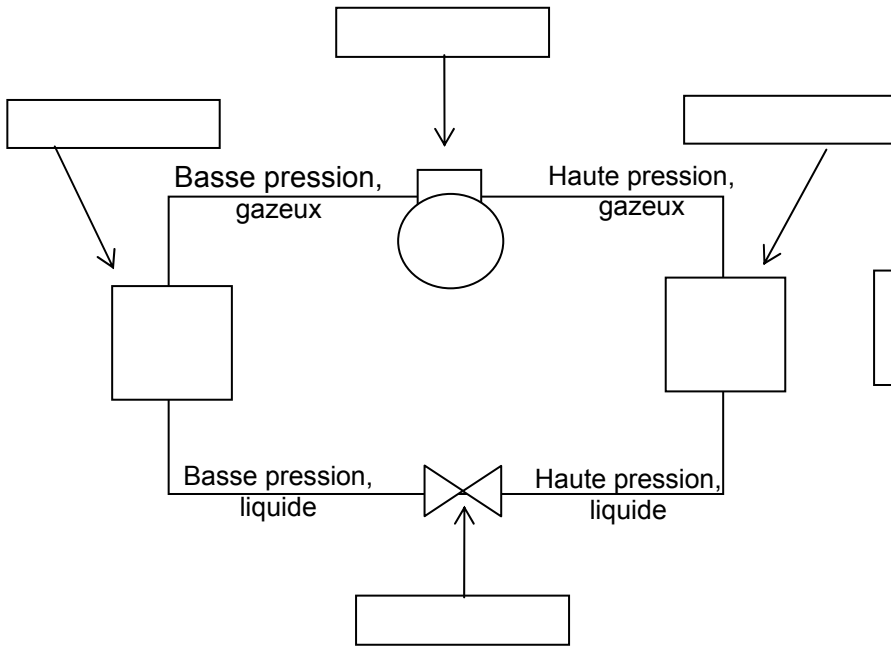 Basse pression,
gazeux
Haute pression,
gazeux
Basse pression,
liquide
Haute pression,
liquide